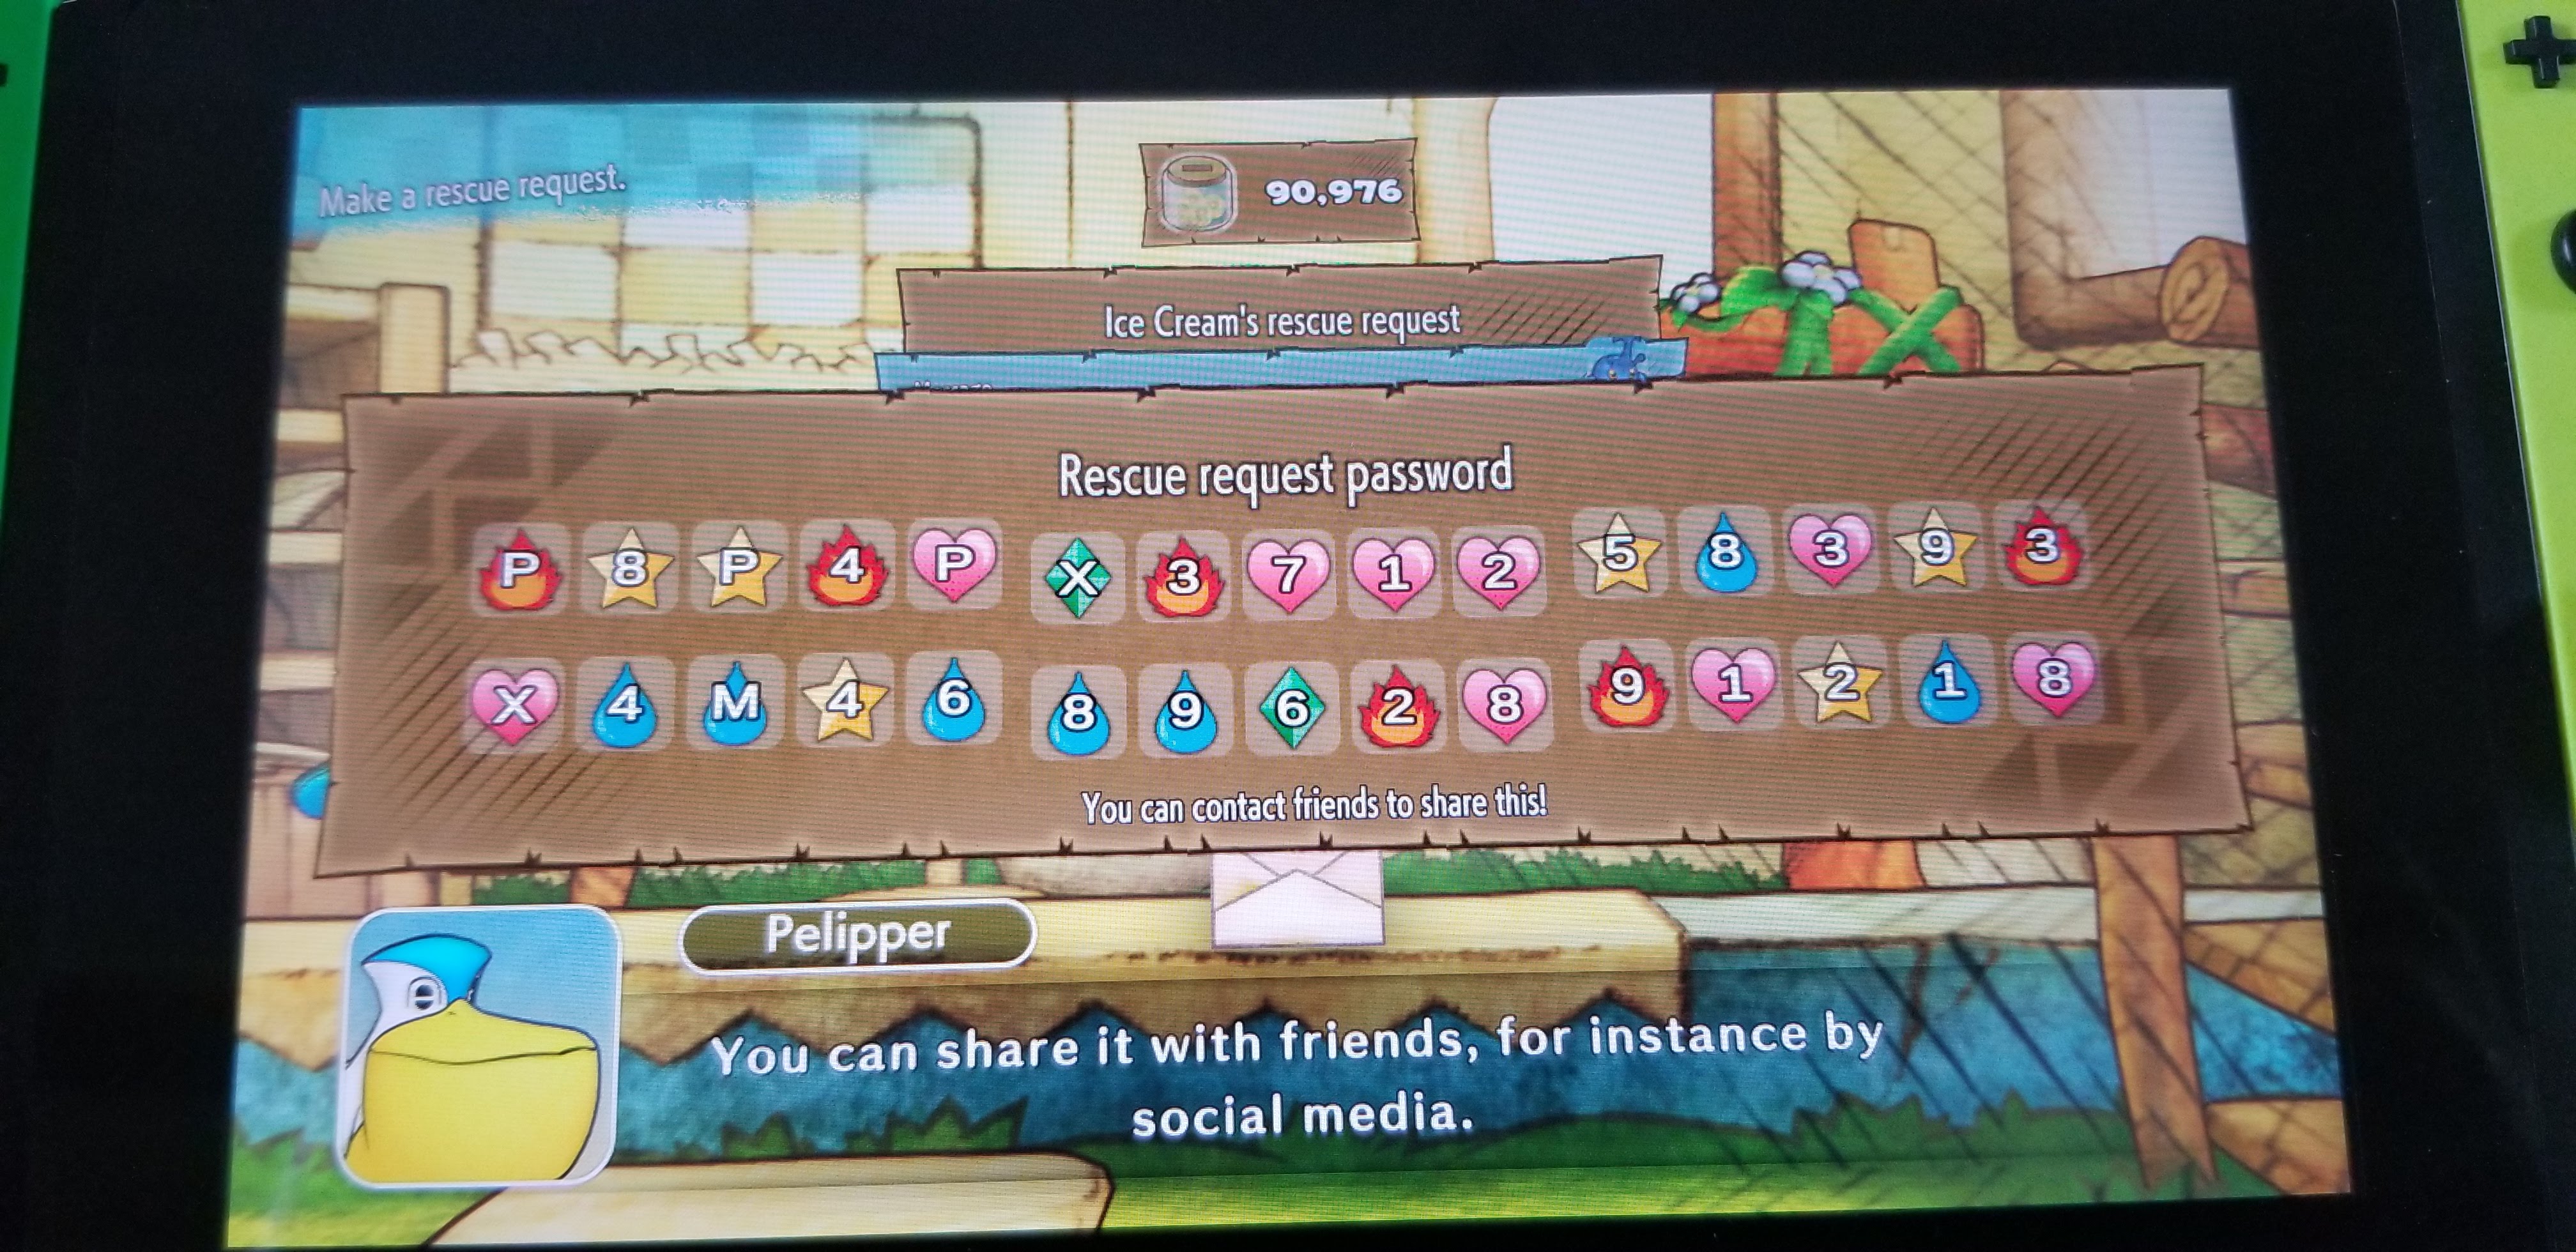 Make a rescue request.
90,976
Ice Cream's rescue request
Rescue request password
P 8 P 4 P X 3 7 1 2 5 8 3 9 3
X 4 M 4 6 8 9 6 2 8 9 1 2 1 8
You can contact friends to share this!
Pelipper
You can share it with friends, for instance by
social media.